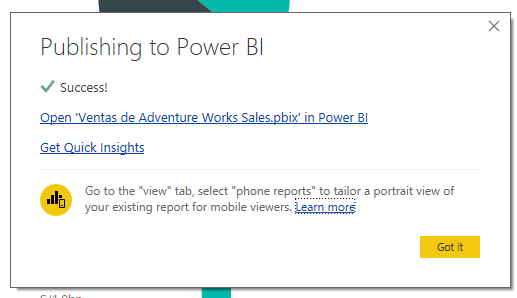 Publishing to Power BI
Success!
Open 'Ventas de Adventure Works Sales.pbix' in Power BI
Get Quick Insights
Go to the "view" tab, select "phone reports" to tailor a portrait view of
your existing report for mobile viewers. Learn more
Got it